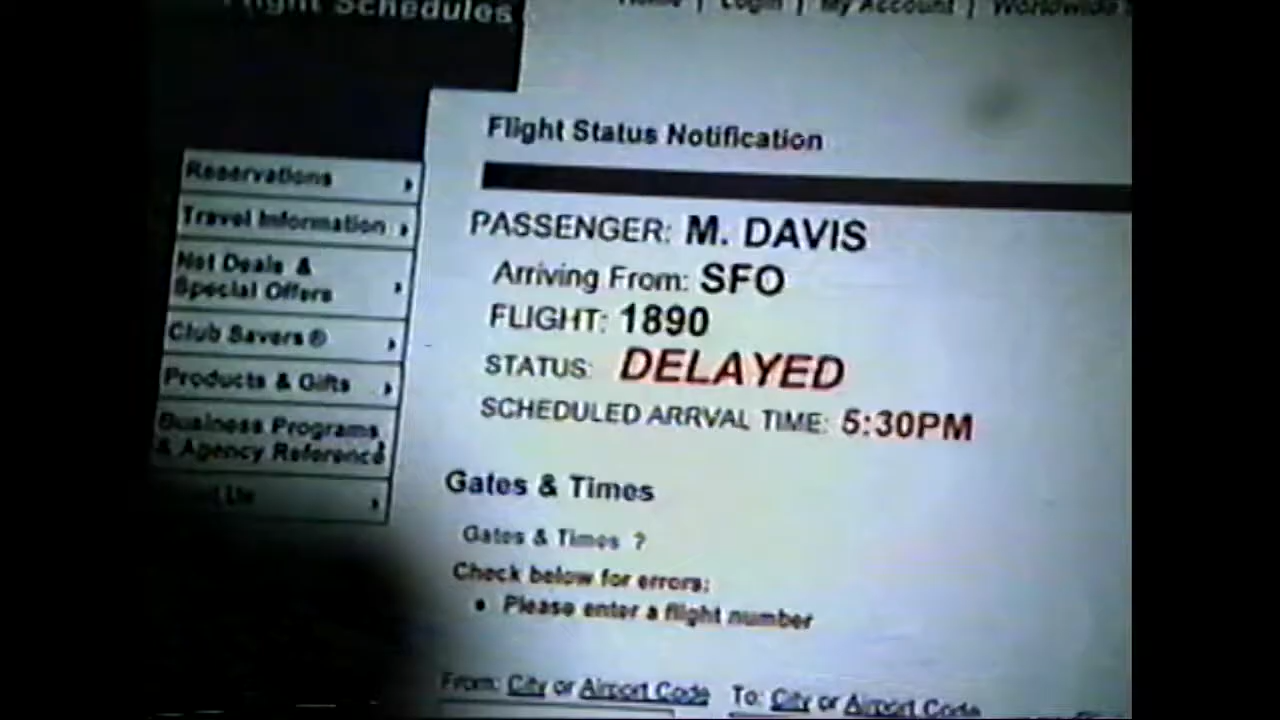 Flight Schedules
Home | Login | My Account | Worldwide
Flight Status Notification
Reservations
Travel Information
Net Deals &
Special Offers
Club Savers®
Products & Gifts
Business Programs
& Agency Reference
Us
PASSENGER: M. DAVIS
Arriving From: SFO
FLIGHT: 1890
STATUS: DELAYED
SCHEDULED ARRVAL TIME: 5:30PM
Gates & Times
Gates & Times ?
Check below for errors:
• Please enter a flight number
From: City or Airport Code To: City or Airport Code